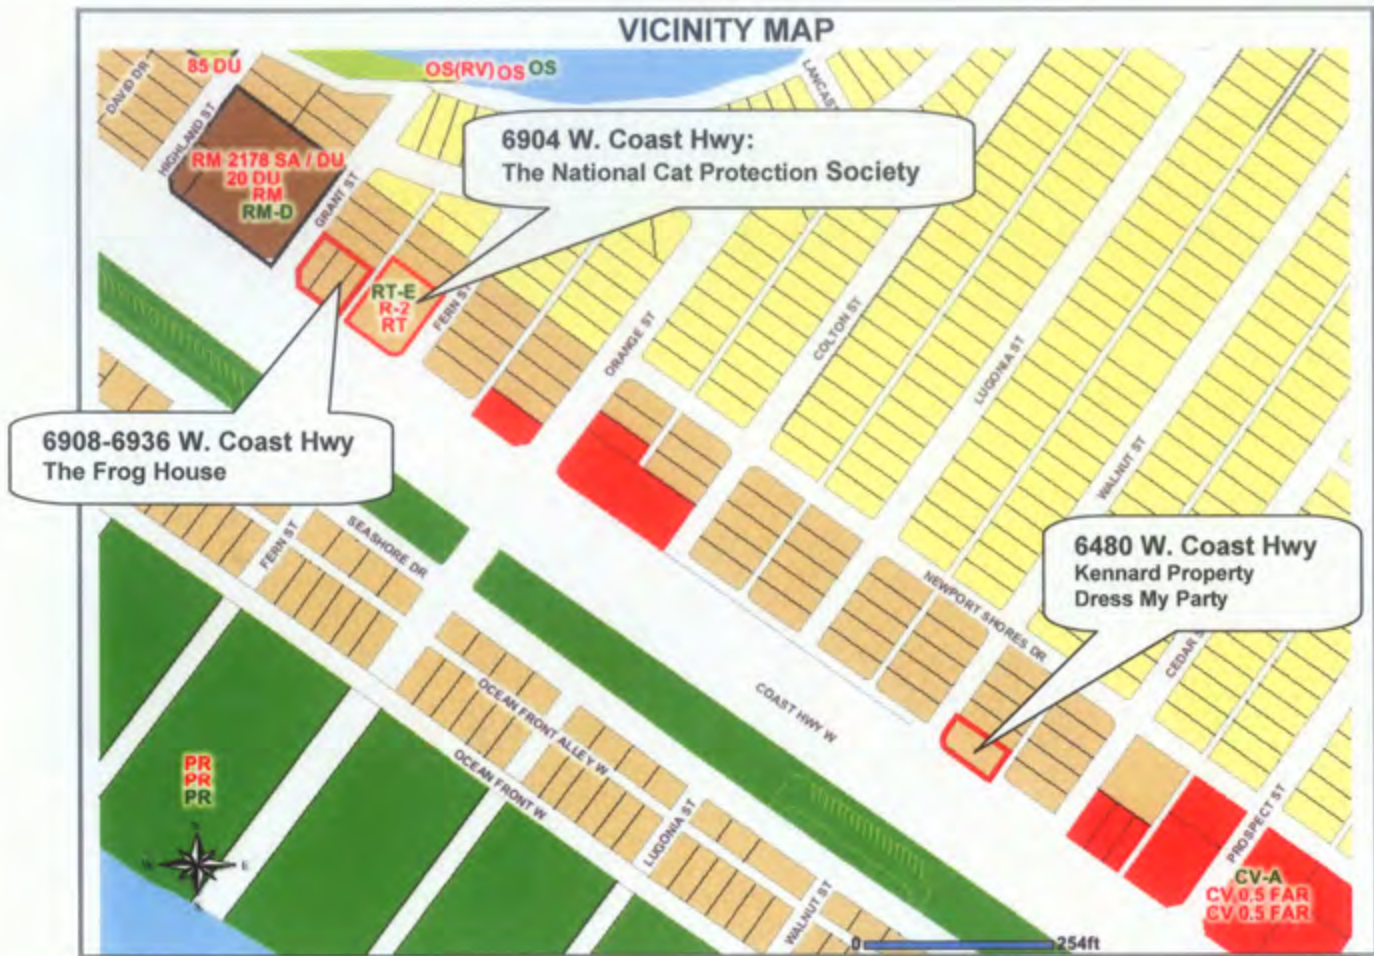 VICINITY MAP
DAVID DR
85 DU
OS(RV) OS OS
HIGHLAND ST
RM 2178 SA / DU
20 DU
RM
RM-D
GRANT ST
6904 W. Coast Hwy:
The National Cat Protection Society
RT-E
R-2
RT
FERN ST
ORANGE ST
COLTON ST
LUGONIA ST
WALNUT ST
6908-6936 W. Coast Hwy
The Frog House
6480 W. Coast Hwy
Kennard Property
Dress My Party
FERN ST
SEASHORE DR
NEWPORT SHORES DR
COAST HWY W
OCEAN FRONT ALLEY W
OCEAN FRONT W
LUGONIA ST
WALNUT ST
PROSPECT ST
PR
PR
PR
W
E
CV-A
CV 0.5 FAR
CV 0.5 FAR
0
254ft